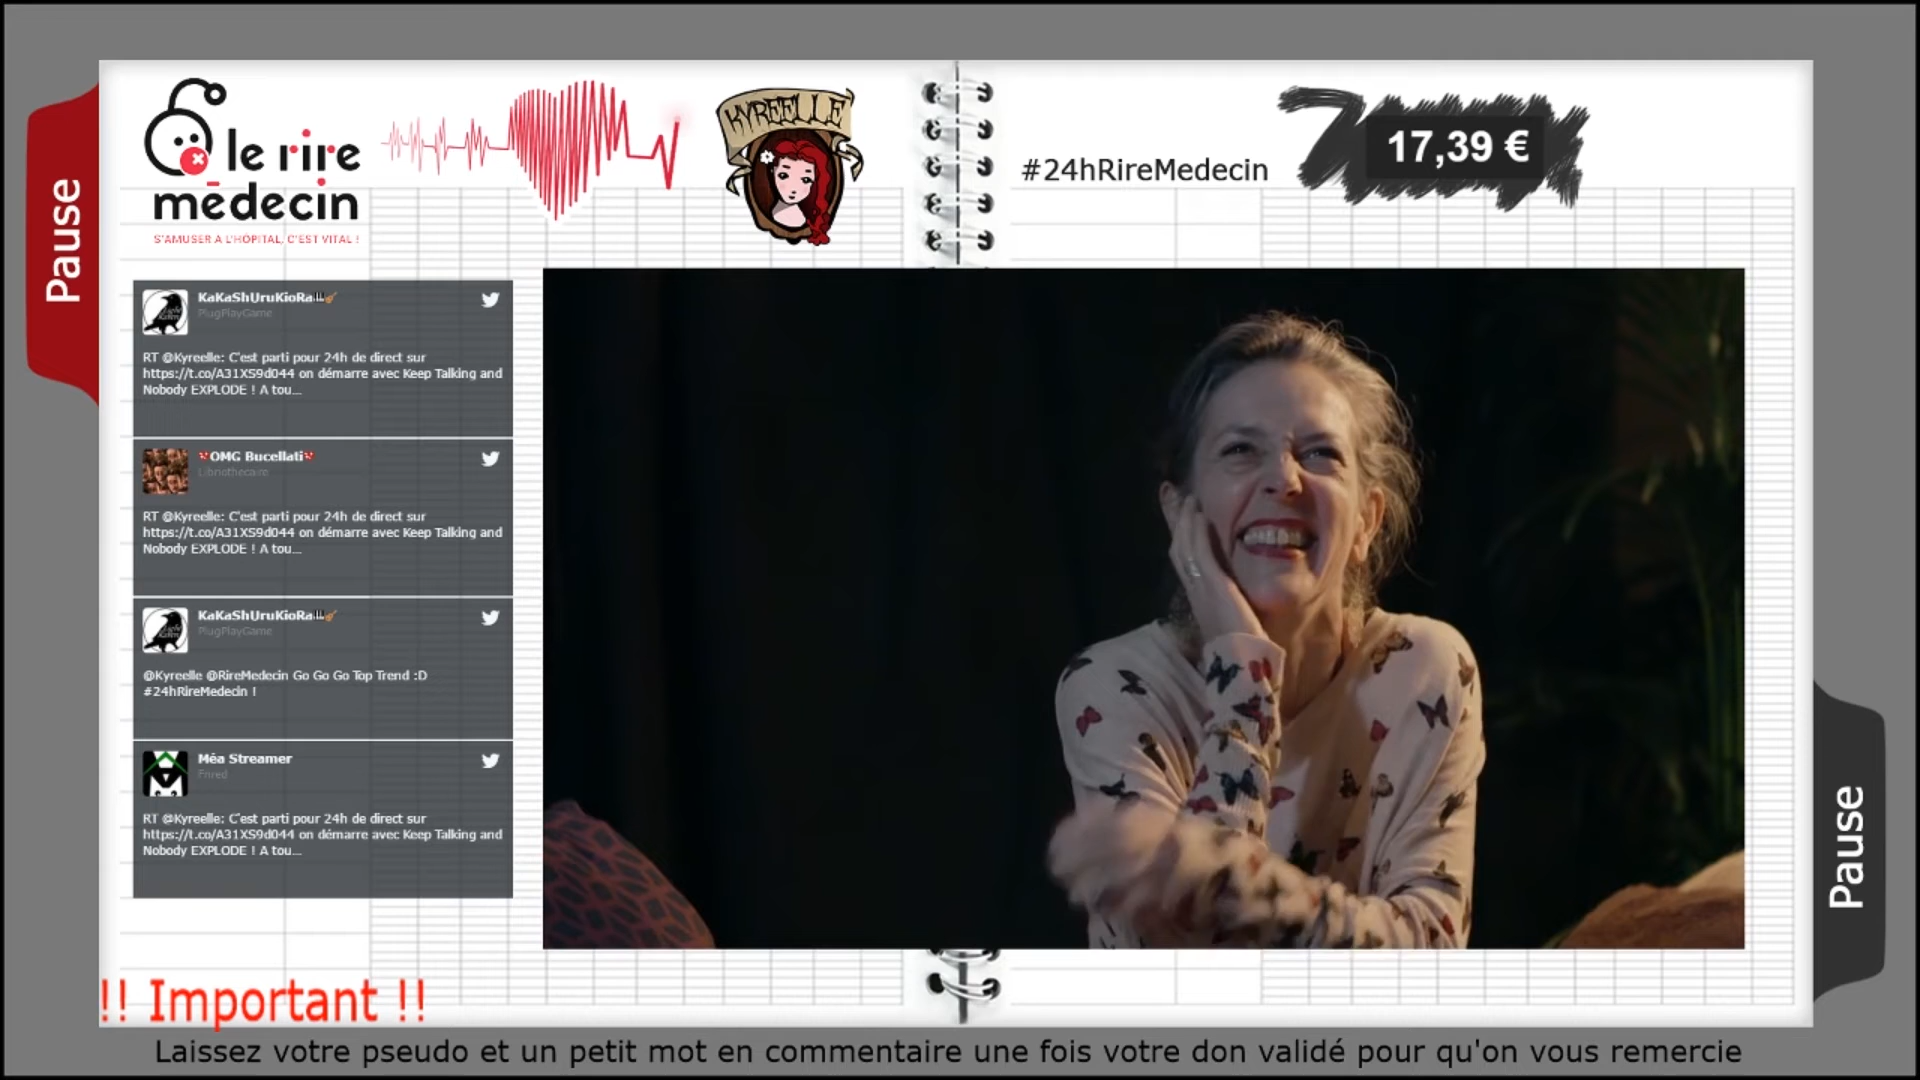 Pause
le rire
médecin
S'AMUSER A L'HÔPITAL, C'EST VITAL !
KYREELLE
#24hRireMedecin
17,39 €
KaKaShUruKioRa
PlugPlayGame
RT @Kyreelle: C'est parti pour 24h de direct sur
https://t.co/A31XS9d044 on démarre avec Keep Talking and
Nobody EXPLODE ! A tou...
OMG Bucellati
Libriothecaire
RT @Kyreelle: C'est parti pour 24h de direct sur
https://t.co/A31XS9d044 on démarre avec Keep Talking and
Nobody EXPLODE ! A tou...
KaKaShUruKioRa
PlugPlayGame
@Kyreelle @RireMedecin Go Go Go Top Trend :D
#24hRireMedecin !
Méa Streamer
Fnred
RT @Kyreelle: C'est parti pour 24h de direct sur
https://t.co/A31XS9d044 on démarre avec Keep Talking and
Nobody EXPLODE ! A tou...
Pause
!! Important !!
Laissez votre pseudo et un petit mot en commentaire une fois votre don validé pour qu'on vous remercie